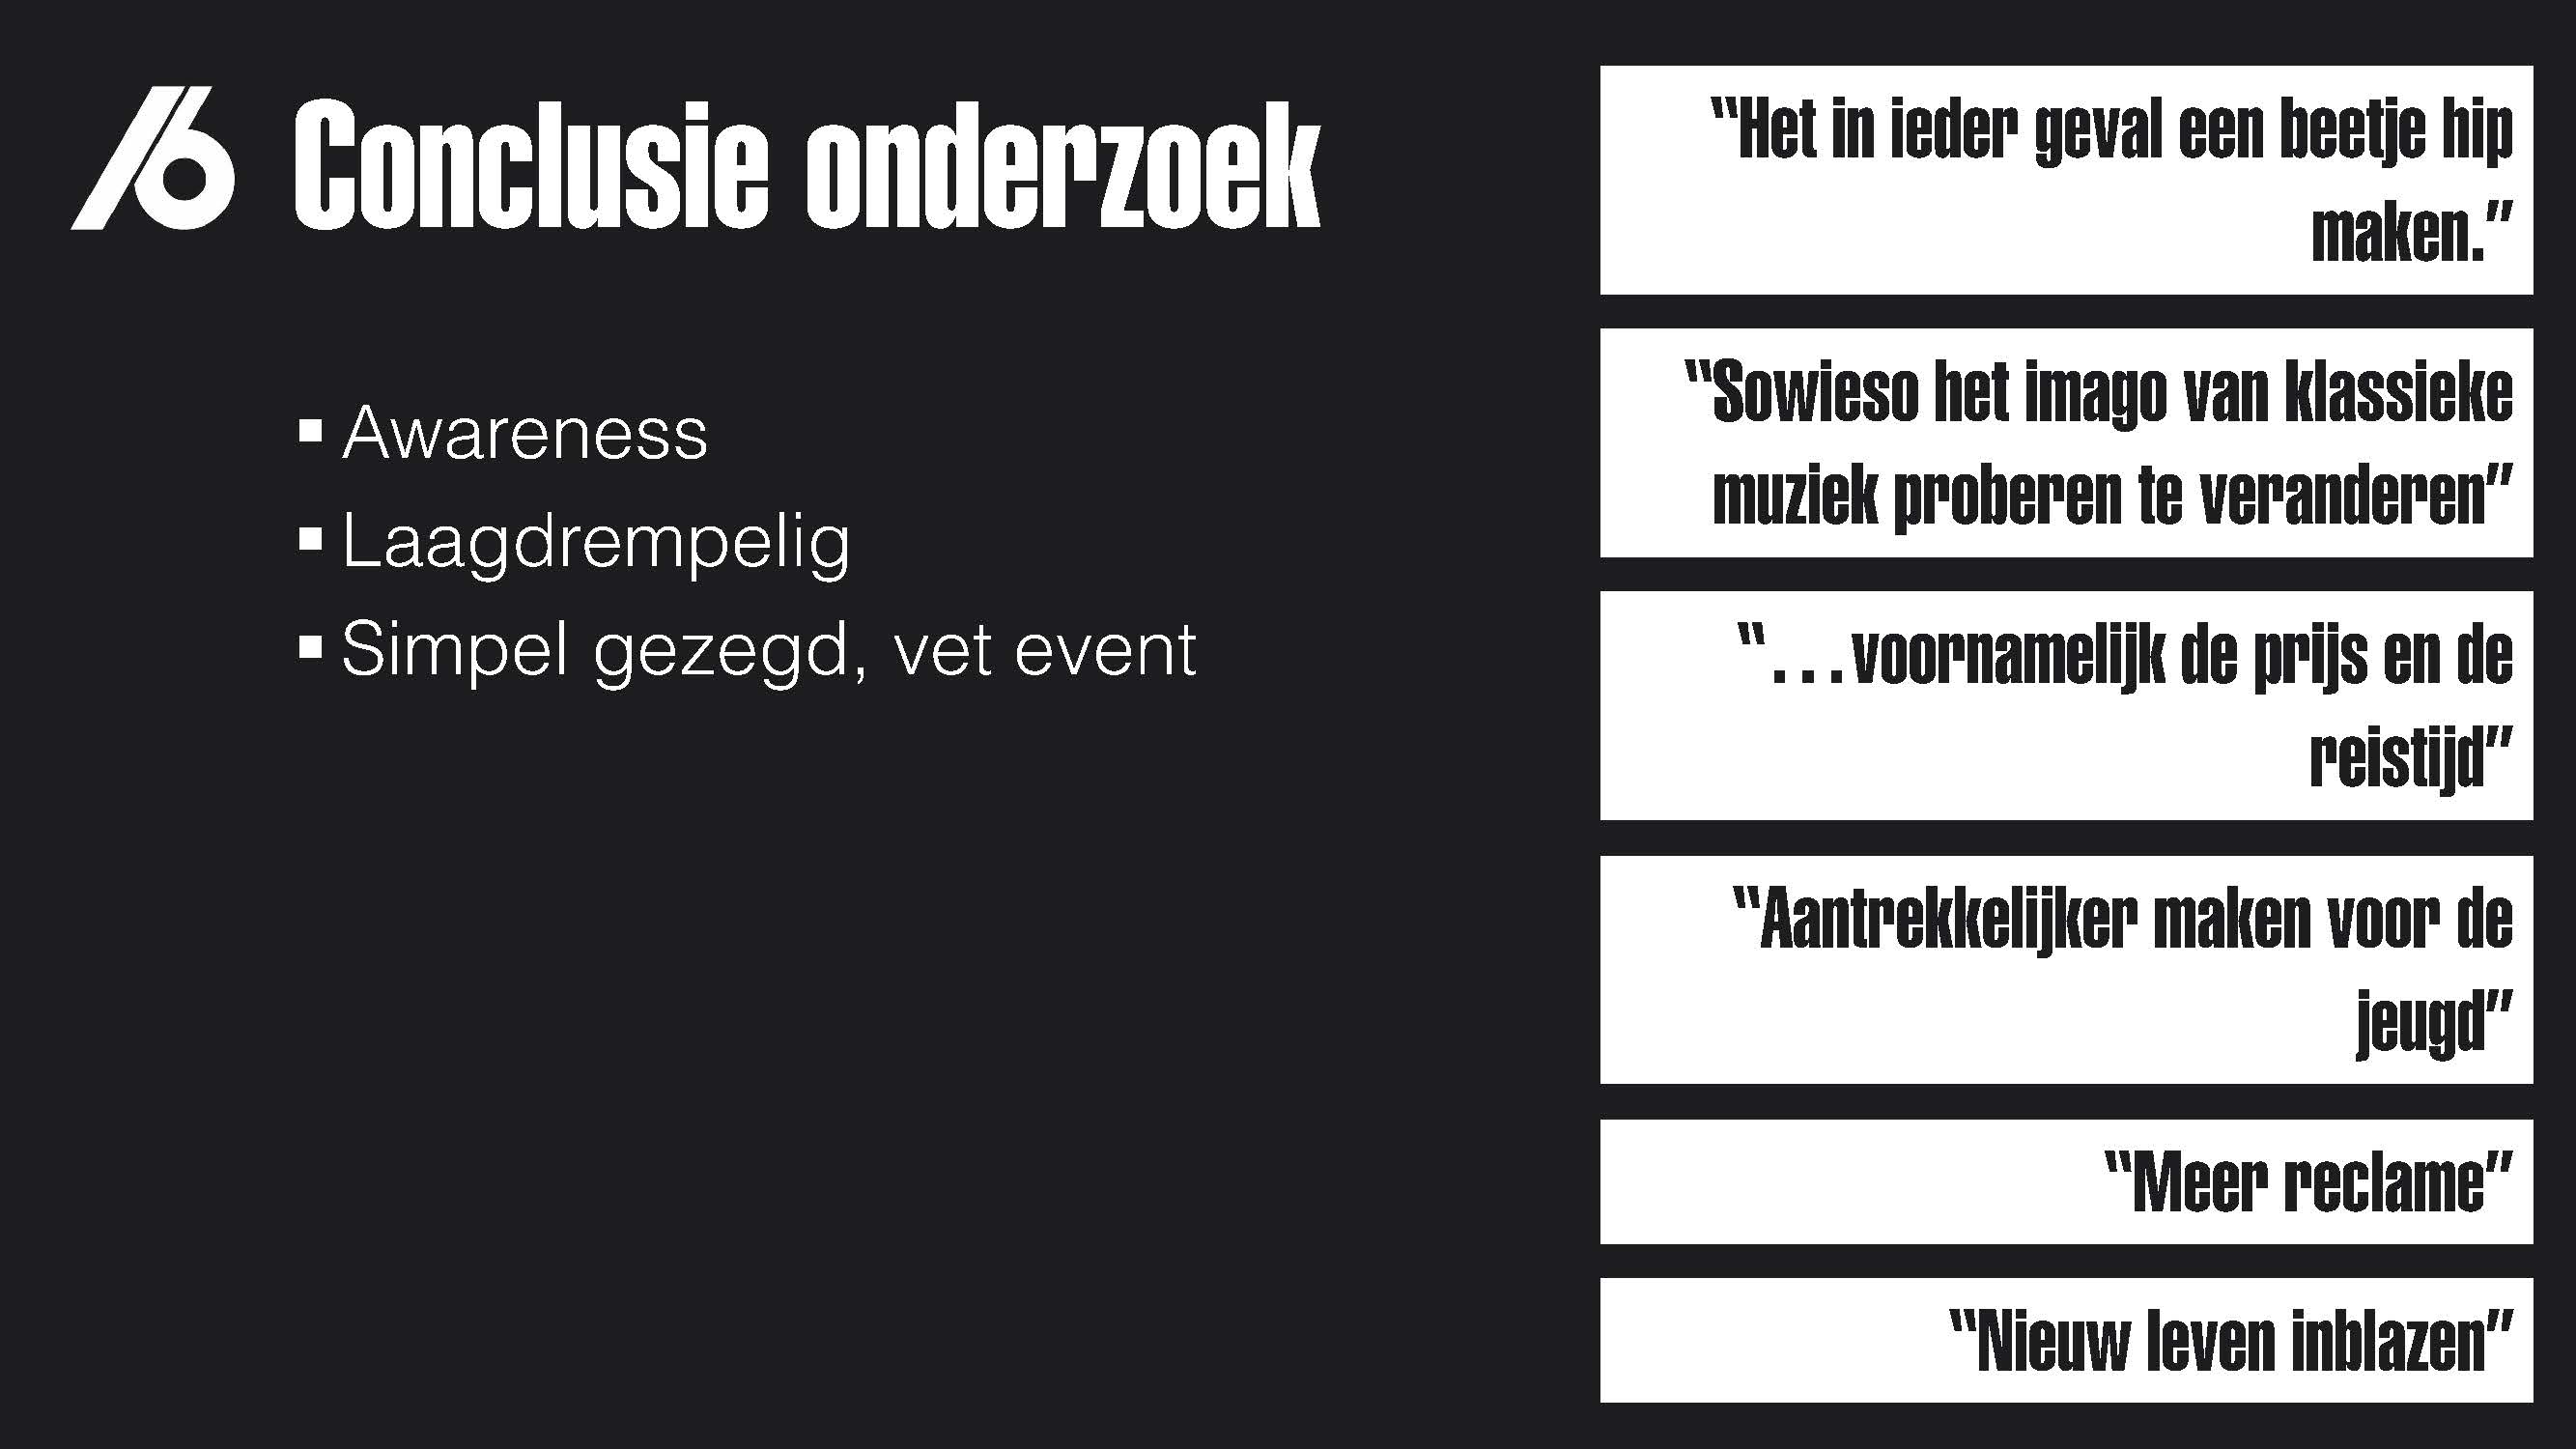 /6 Conclusie onderzoek
▪ Awareness
▪ Laagdrempelig
▪ Simpel gezegd, vet event
“Het in ieder geval een beetje hip
maken.”
“Sowieso het imago van klassieke
muziek proberen te veranderen”
“…voornamelijk de prijs en de
reistijd”
“Aantrekkelijker maken voor de
jeugd”
“Meer reclame”
“Nieuw leven inblazen”